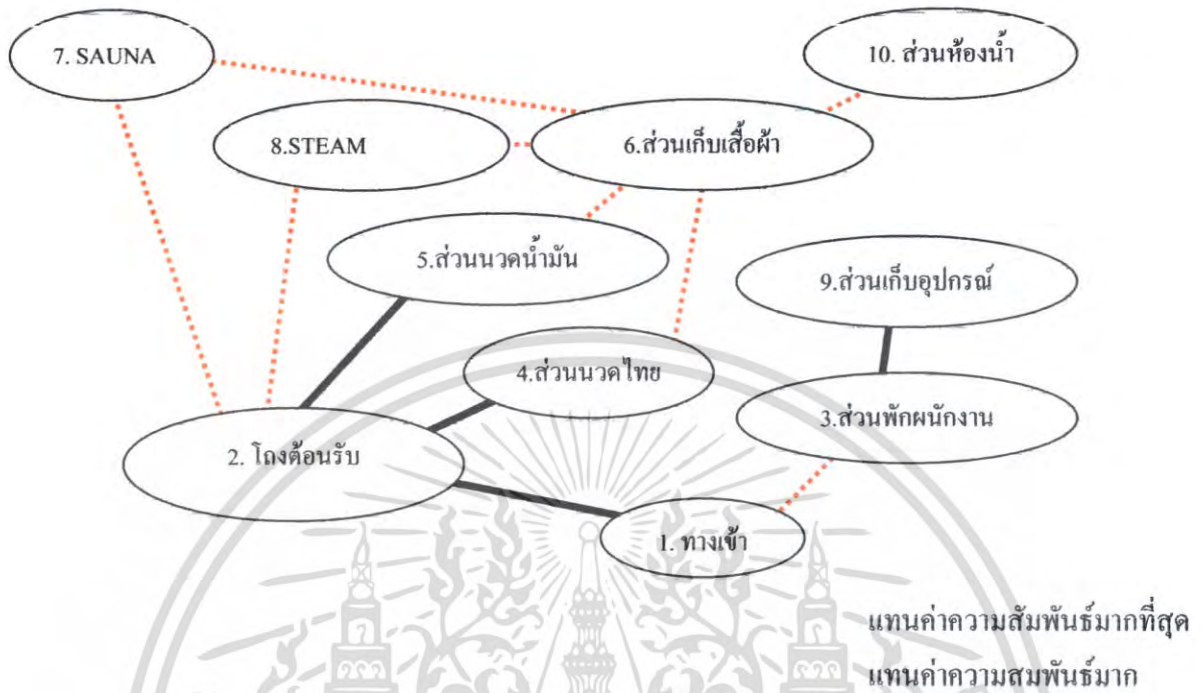 7. SAUNA
10. ส่วนห้องน้ำ
8.STEAM
6.ส่วนเก็บเสื้อผ้า
5.ส่วนนวดน้ำมัน
9.ส่วนเก็บอุปกรณ์
4.ส่วนนวดไทย
3.ส่วนพักผนักงาน
2. โถงต้อนรับ
1. ทางเข้า
แทนค่าความสัมพันธ์มากที่สุด
แทนค่าความสมพันธ์มาก